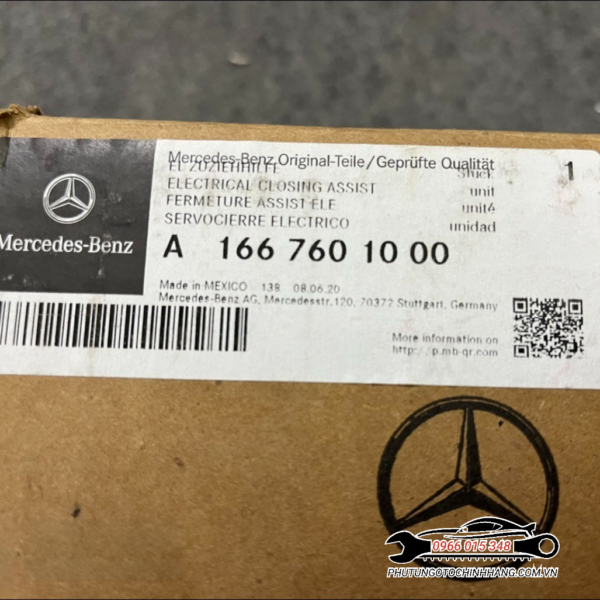 Mercedes-Benz Original-Teile/Geprüfte Qualität 1
EL ZUZIEHHILFE Stück
ELECTRICAL CLOSING ASSIST unit
FERMETURE ASSIST ELE unité
SERVOCIERRE ELECTRICO unidad
Mercedes-Benz
A 166 760 10 00
Made in MEXICO 138 08.06.20
Mercedes-Benz AG, Mercedesstr.120, 70372 Stuttgart, Germany
More information on
http://p.mb-qr.com
0966 015 348
PHUTUNGOTOCHINHHANG.COM.VN